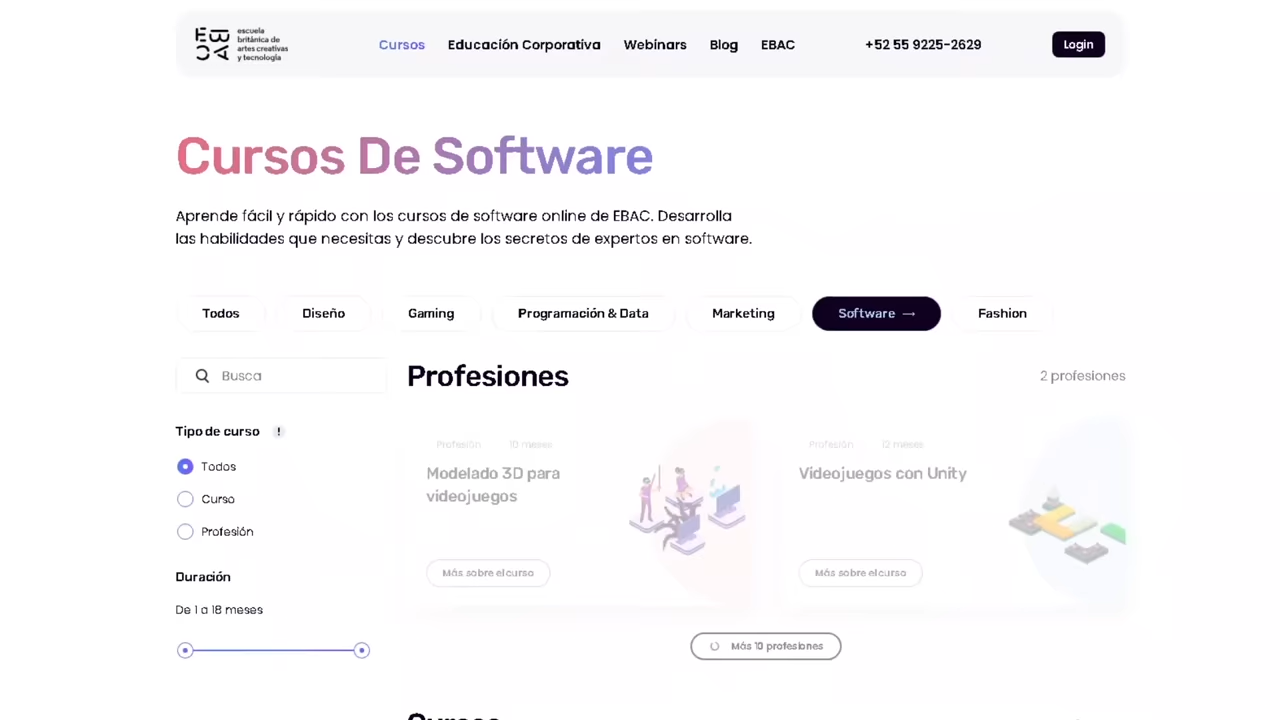 EBAC
escuela
británica de
artes creativas
y tecnología
Cursos
Educación Corporativa
Webinars
Blog
EBAC
+52 55 9225-2629
Login
Cursos De Software
Aprende fácil y rápido con los cursos de software online de EBAC. Desarrolla
las habilidades que necesitas y descubre los secretos de expertos en software.
Todos
Diseño
Gaming
Programación & Data
Marketing
Software →
Fashion
Busca
Profesiones
2 profesiones
Tipo de curso !
Todos
Curso
Profesión
Duración
De 1 a 18 meses
Profesión
10 meses
Modelado 3D para
videojuegos
Más sobre el curso
Profesión
12 meses
Videojuegos con Unity
Más sobre el curso
Más 10 profesiones
Cursos